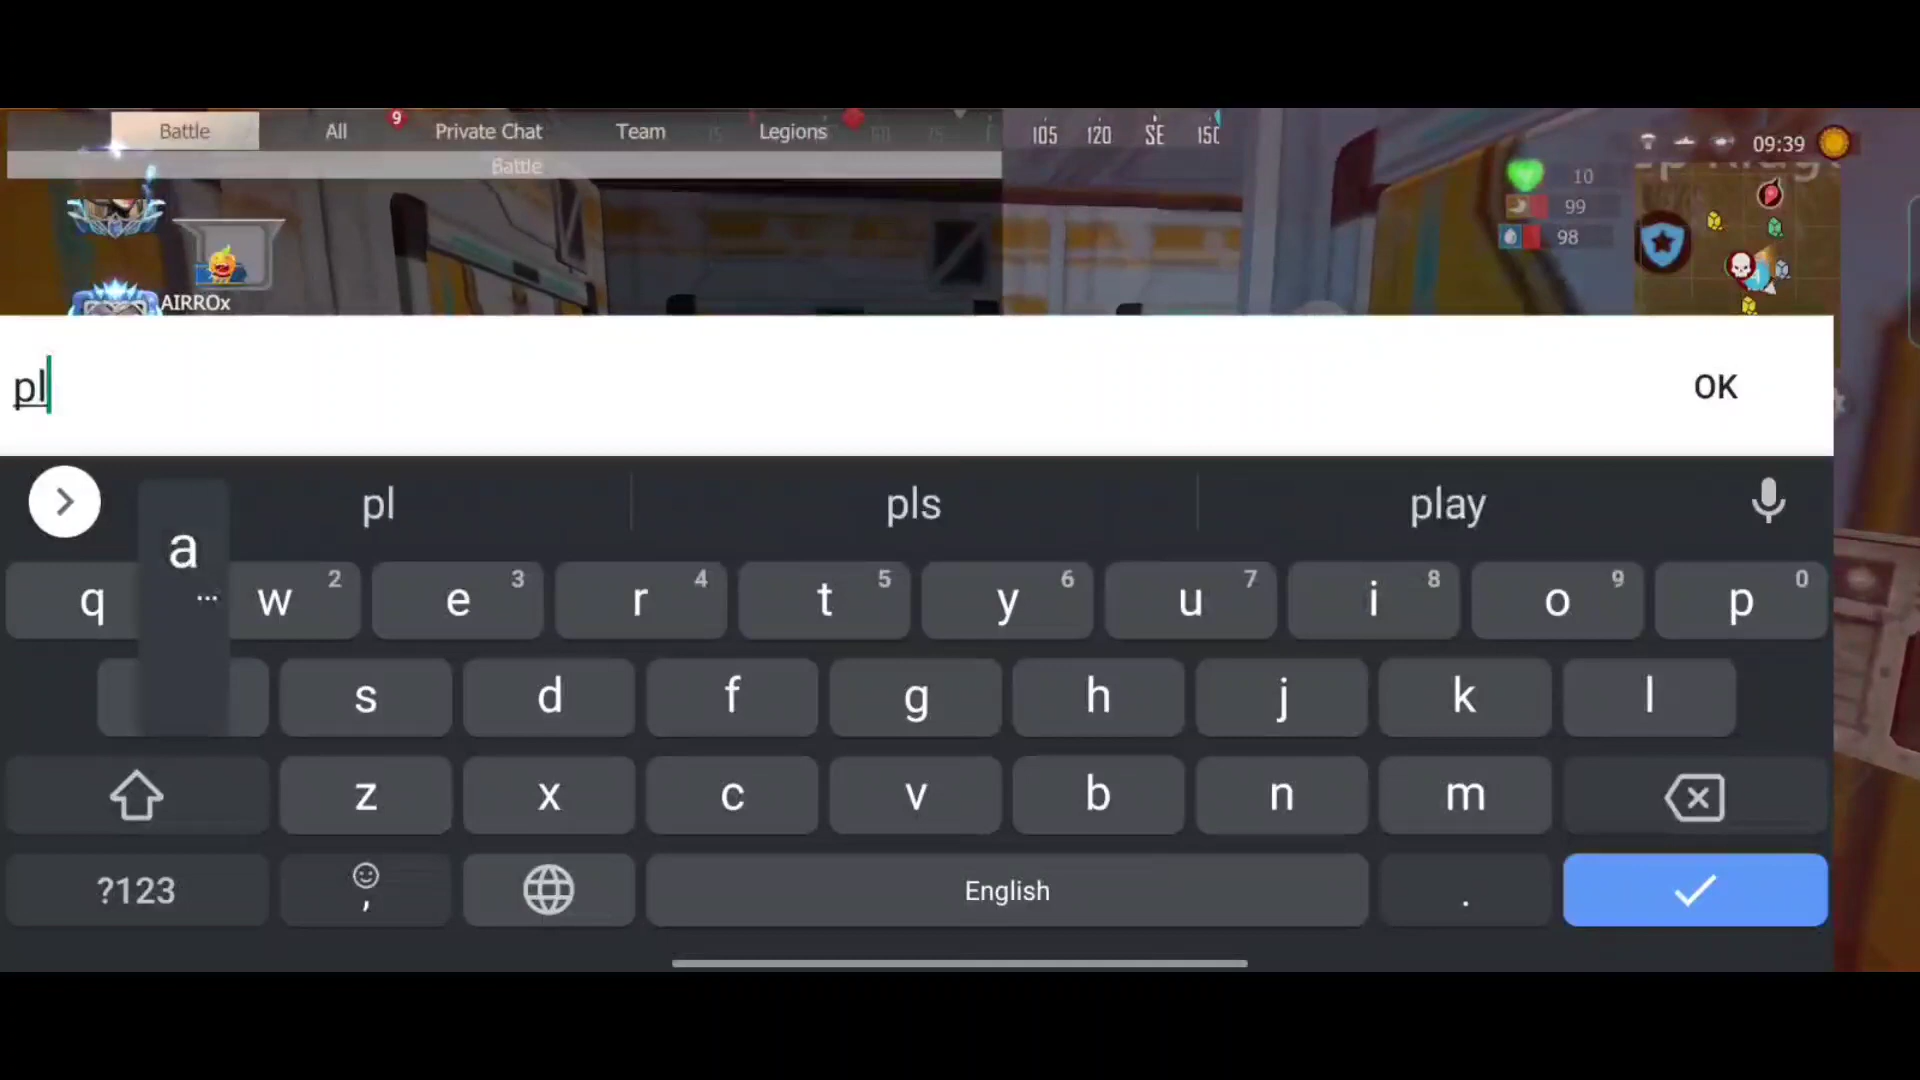 Battle
All
9
Private Chat
Team
Legions
105
120
SE
150
09:39
Battle
10
99
98
AIRROx
pl
OK
pl
pls
play
a
q
w 2
e 3
r 4
t 5
y 6
u 7
i 8
o 9
p 0
s
d
f
g
h
j
k
l
z
x
c
v
b
n
m
?123
,
English
.